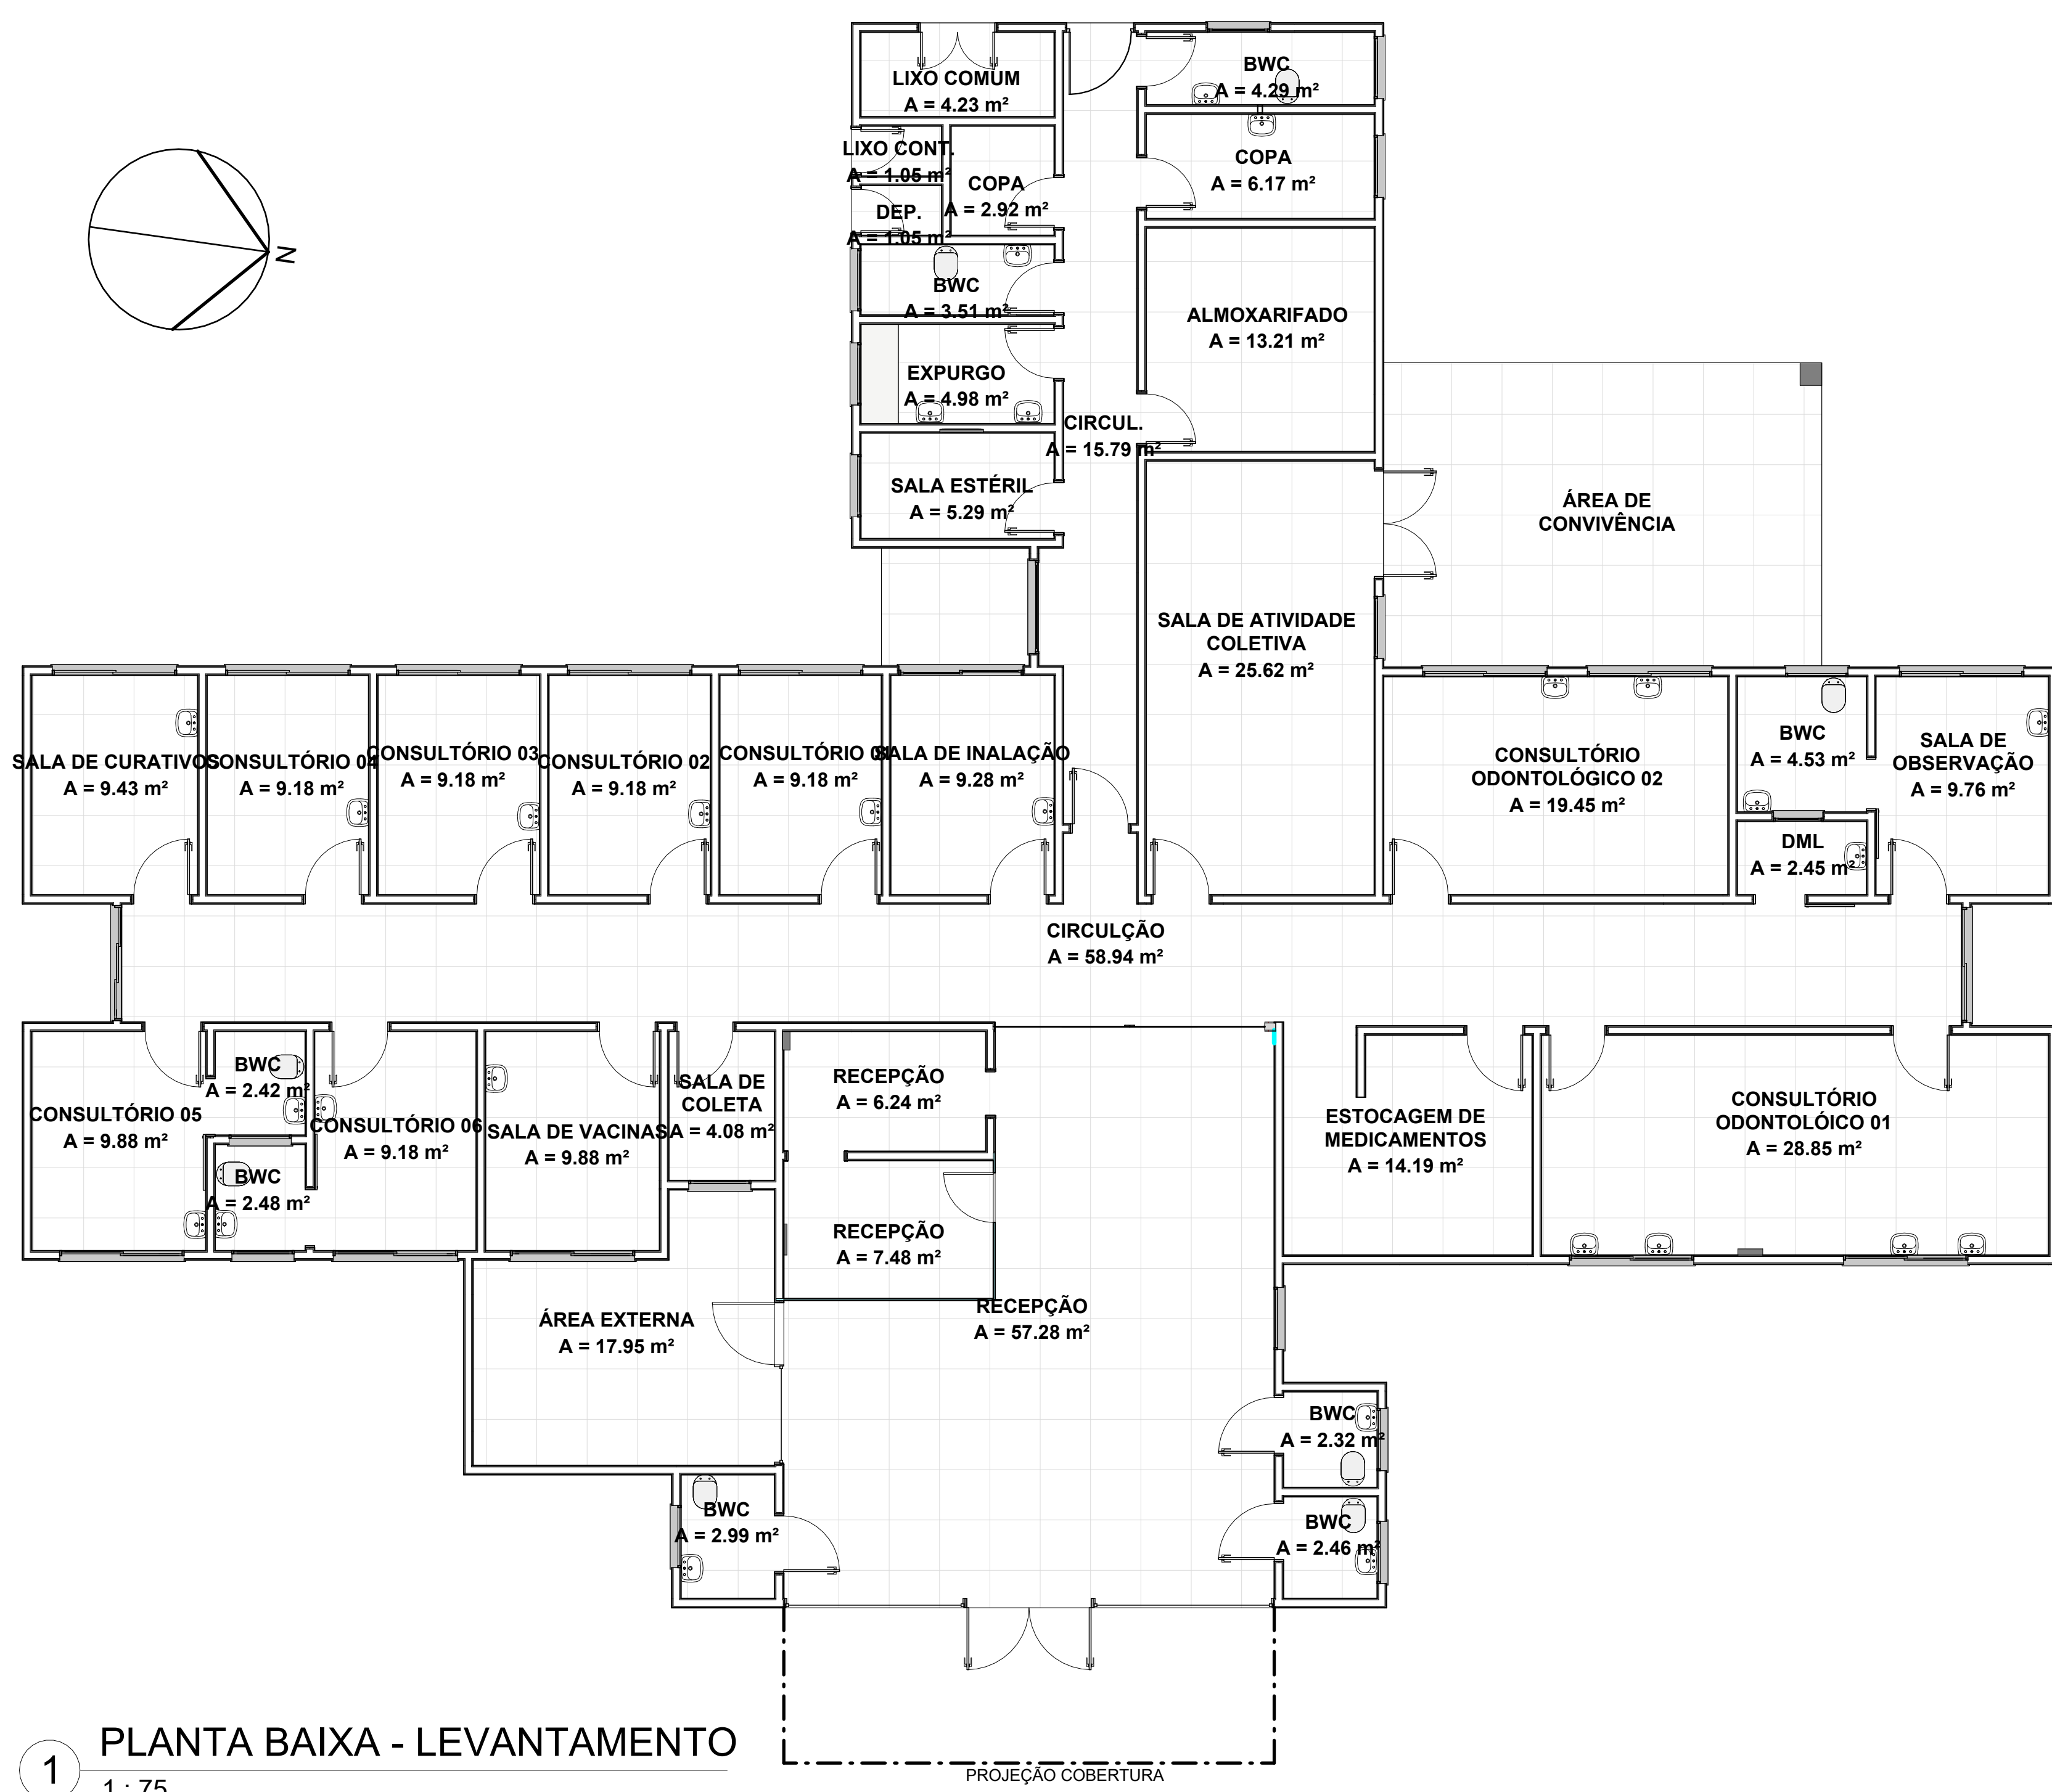 LIXO COMUM
A = 4.23 m²
BWC
A = 4.29 m²
LIXO CONT.
A = 1.05 m²
COPA
A = 2.92 m²
COPA
A = 6.17 m²
DEP.
A = 1.05 m²
N
BWC
A = 3.51 m²
ALMOXARIFADO
A = 13.21 m²
EXPURGO
A = 4.98 m²
CIRCUL.
A = 15.79 m²
SALA ESTÉRIL
A = 5.29 m²
ÁREA DE
CONVIVÊNCIA
SALA DE ATIVIDADE
COLETIVA
A = 25.62 m²
SALA DE CURATIVOS
A = 9.43 m²
CONSULTÓRIO 04
A = 9.18 m²
CONSULTÓRIO 03
A = 9.18 m²
CONSULTÓRIO 02
A = 9.18 m²
CONSULTÓRIO 01
A = 9.18 m²
SALA DE INALAÇÃO
A = 9.28 m²
CONSULTÓRIO
ODONTOLÓGICO 02
A = 19.45 m²
BWC
A = 4.53 m²
SALA DE
OBSERVAÇÃO
A = 9.76 m²
DML
A = 2.45 m²
CIRCULÇÃO
A = 58.94 m²
CONSULTÓRIO 05
A = 9.88 m²
BWC
A = 2.42 m²
BWC
A = 2.48 m²
CONSULTÓRIO 06
A = 9.18 m²
SALA DE VACINAS
A = 9.88 m²
SALA DE
COLETA
A = 4.08 m²
RECEPÇÃO
A = 6.24 m²
RECEPÇÃO
A = 7.48 m²
ESTOCAGEM DE
MEDICAMENTOS
A = 14.19 m²
CONSULTÓRIO
ODONTOLÓICO 01
A = 28.85 m²
ÁREA EXTERNA
A = 17.95 m²
RECEPÇÃO
A = 57.28 m²
BWC
A = 2.32 m²
BWC
A = 2.99 m²
BWC
A = 2.46 m²
PROJEÇÃO COBERTURA
1
PLANTA BAIXA - LEVANTAMENTO
1 : 75